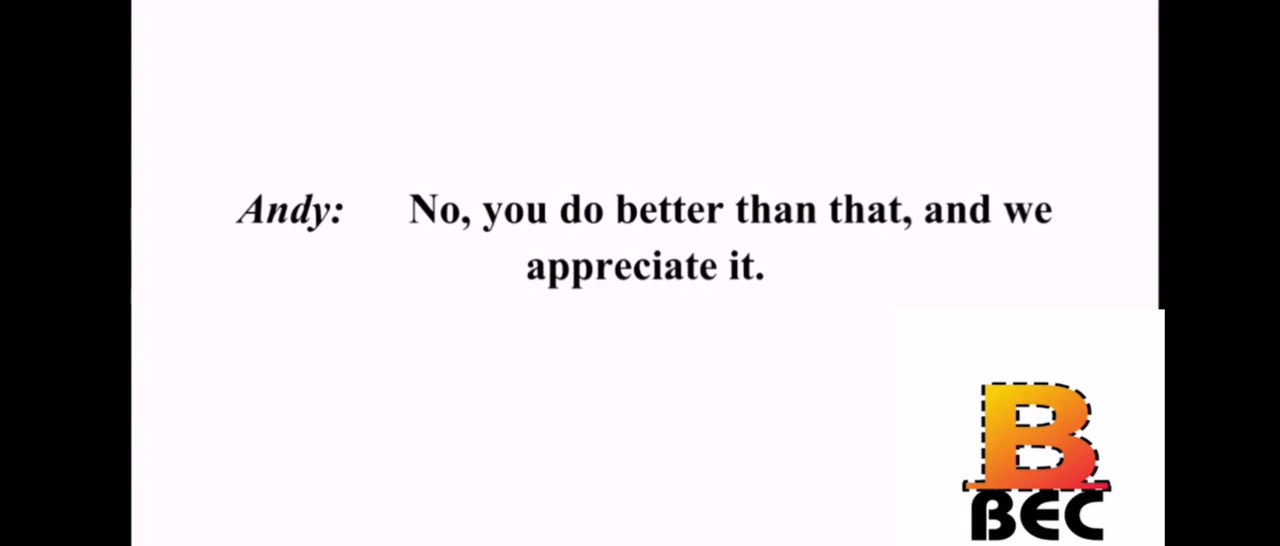 Andy: No, you do better than that, and we
appreciate it.
B
BEC